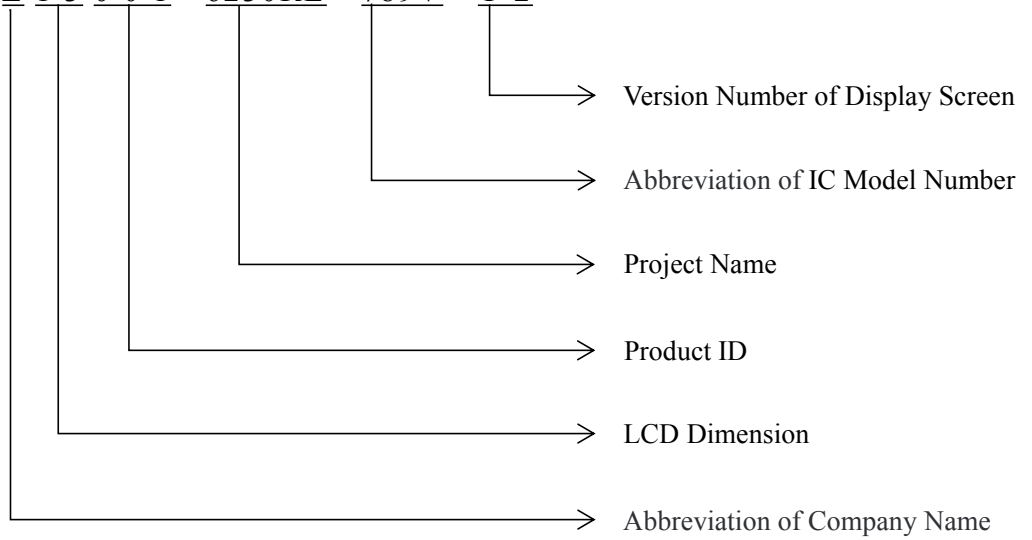 Version Number of Display Screen
Abbreviation of IC Model Number
Project Name
Product ID
LCD Dimension
Abbreviation of Company Name